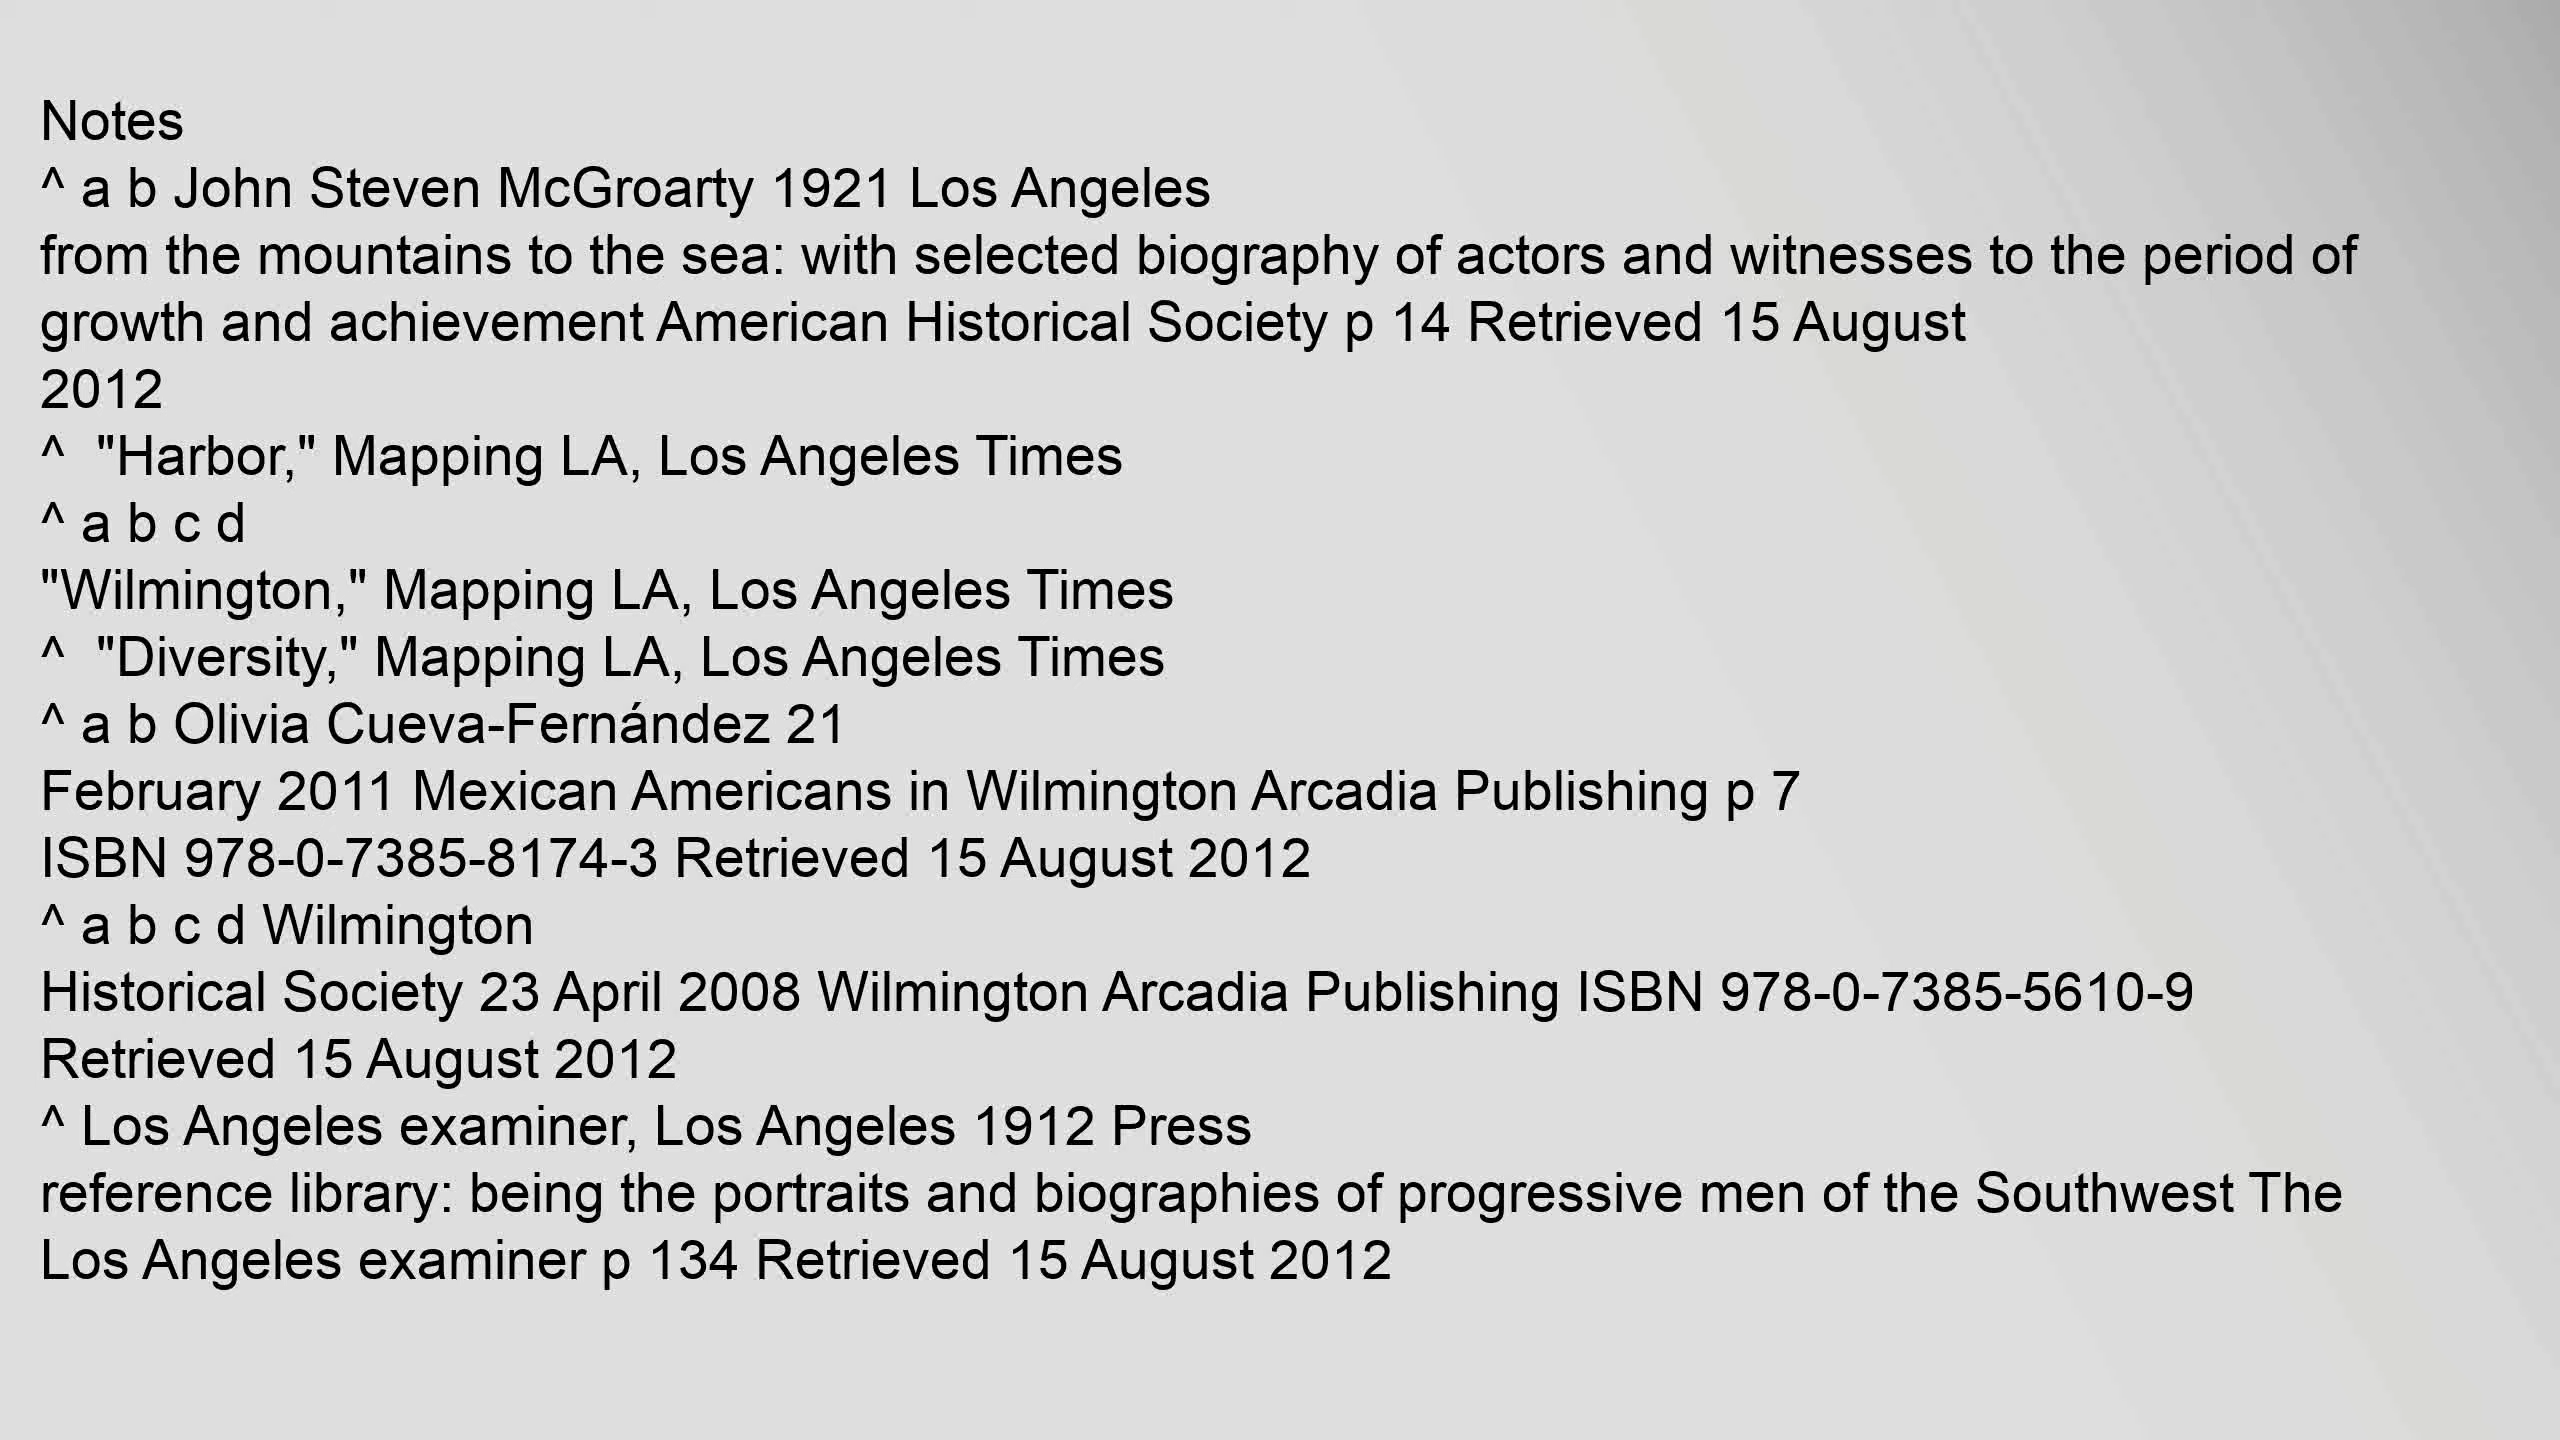 Notes
^ a b John Steven McGroarty 1921 Los Angeles
from the mountains to the sea: with selected biography of actors and witnesses to the period of
growth and achievement American Historical Society p 14 Retrieved 15 August
2012
^  "Harbor," Mapping LA, Los Angeles Times
^ a b c d
"Wilmington," Mapping LA, Los Angeles Times
^  "Diversity," Mapping LA, Los Angeles Times
^ a b Olivia Cueva-Fernández 21
February 2011 Mexican Americans in Wilmington Arcadia Publishing p 7
ISBN 978-0-7385-8174-3 Retrieved 15 August 2012
^ a b c d Wilmington
Historical Society 23 April 2008 Wilmington Arcadia Publishing ISBN 978-0-7385-5610-9
Retrieved 15 August 2012
^ Los Angeles examiner, Los Angeles 1912 Press
reference library: being the portraits and biographies of progressive men of the Southwest The
Los Angeles examiner p 134 Retrieved 15 August 2012